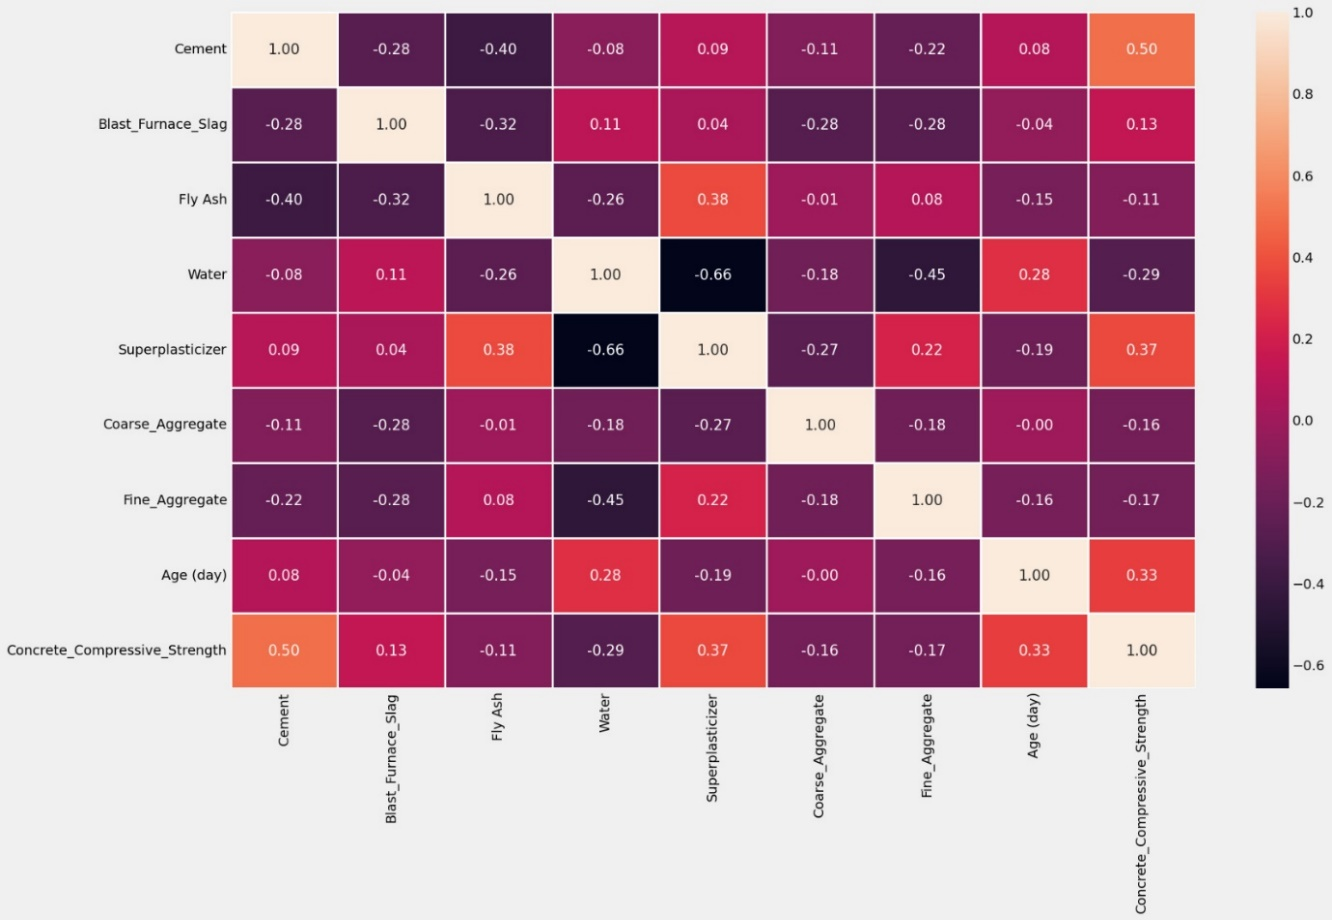 Cement 1.00 -0.28 -0.40 -0.08 0.09 -0.11 -0.22 0.08 0.50
Blast_Furnace_Slag -0.28 1.00 -0.32 0.11 0.04 -0.28 -0.28 -0.04 0.13
Fly Ash -0.40 -0.32 1.00 -0.26 0.38 -0.01 0.08 -0.15 -0.11
Water -0.08 0.11 -0.26 1.00 -0.66 -0.18 -0.45 0.28 -0.29
Superplasticizer 0.09 0.04 0.38 -0.66 1.00 -0.27 0.22 -0.19 0.37
Coarse_Aggregate -0.11 -0.28 -0.01 -0.18 -0.27 1.00 -0.18 -0.00 -0.16
Fine_Aggregate -0.22 -0.28 0.08 -0.45 0.22 -0.18 1.00 -0.16 -0.17
Age (day) 0.08 -0.04 -0.15 0.28 -0.19 -0.00 -0.16 1.00 0.33
Concrete_Compressive_Strength 0.50 0.13 -0.11 -0.29 0.37 -0.16 -0.17 0.33 1.00
Cement
Blast_Furnace_Slag
Fly Ash
Water
Superplasticizer
Coarse_Aggregate
Fine_Aggregate
Age (day)
Concrete_Compressive_Strength
1.0
0.8
0.6
0.4
0.2
0.0
−0.2
−0.4
−0.6